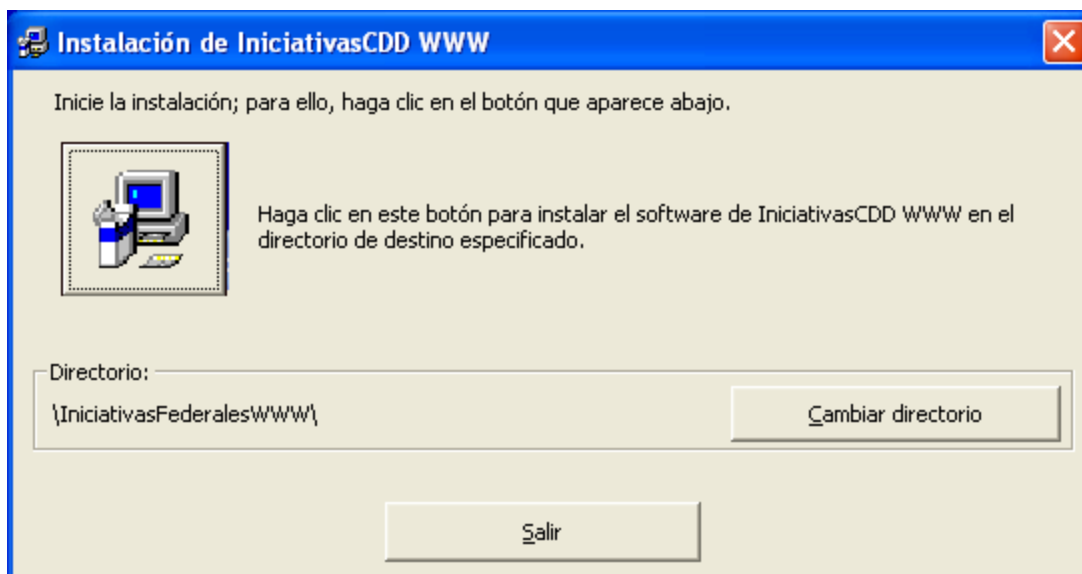 Instalación de IniciativasCDD WWW
Inicie la instalación; para ello, haga clic en el botón que aparece abajo.
Haga clic en este botón para instalar el software de IniciativasCDD WWW en el
directorio de destino especificado.
Directorio:
\IniciativasFederalesWWW\
Cambiar directorio
Salir